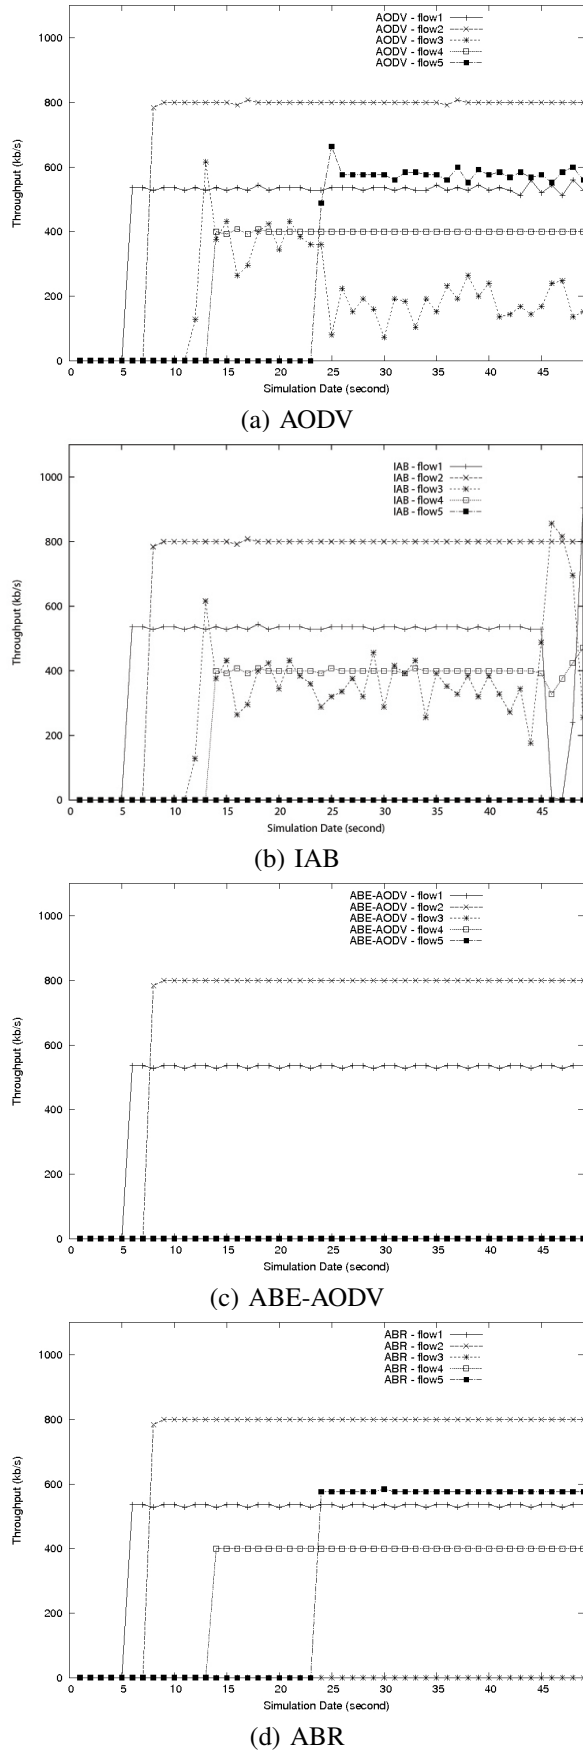 1000
800
600
400
200
0
Throughput (kb/s)
AODV - flow1
AODV - flow2
AODV - flow3
AODV - flow4
AODV - flow5
0 5 10 15 20 25 30 35 40 45
Simulation Date (second)
(a) AODV
1000
800
600
400
200
0
Throughput (kb/s)
IAB - flow1
IAB - flow2
IAB - flow3
IAB - flow4
IAB - flow5
0 5 10 15 20 25 30 35 40 45
Simulation Date (second)
(b) IAB
1000
800
600
400
200
0
Throughput (kb/s)
ABE-AODV - flow1
ABE-AODV - flow2
ABE-AODV - flow3
ABE-AODV - flow4
ABE-AODV - flow5
0 5 10 15 20 25 30 35 40 45
Simulation Date (second)
(c) ABE-AODV
1000
800
600
400
200
0
Throughput (kb/s)
ABR - flow1
ABR - flow2
ABR - flow3
ABR - flow4
ABR - flow5
0 5 10 15 20 25 30 35 40 45
Simulation Date (second)
(d) ABR